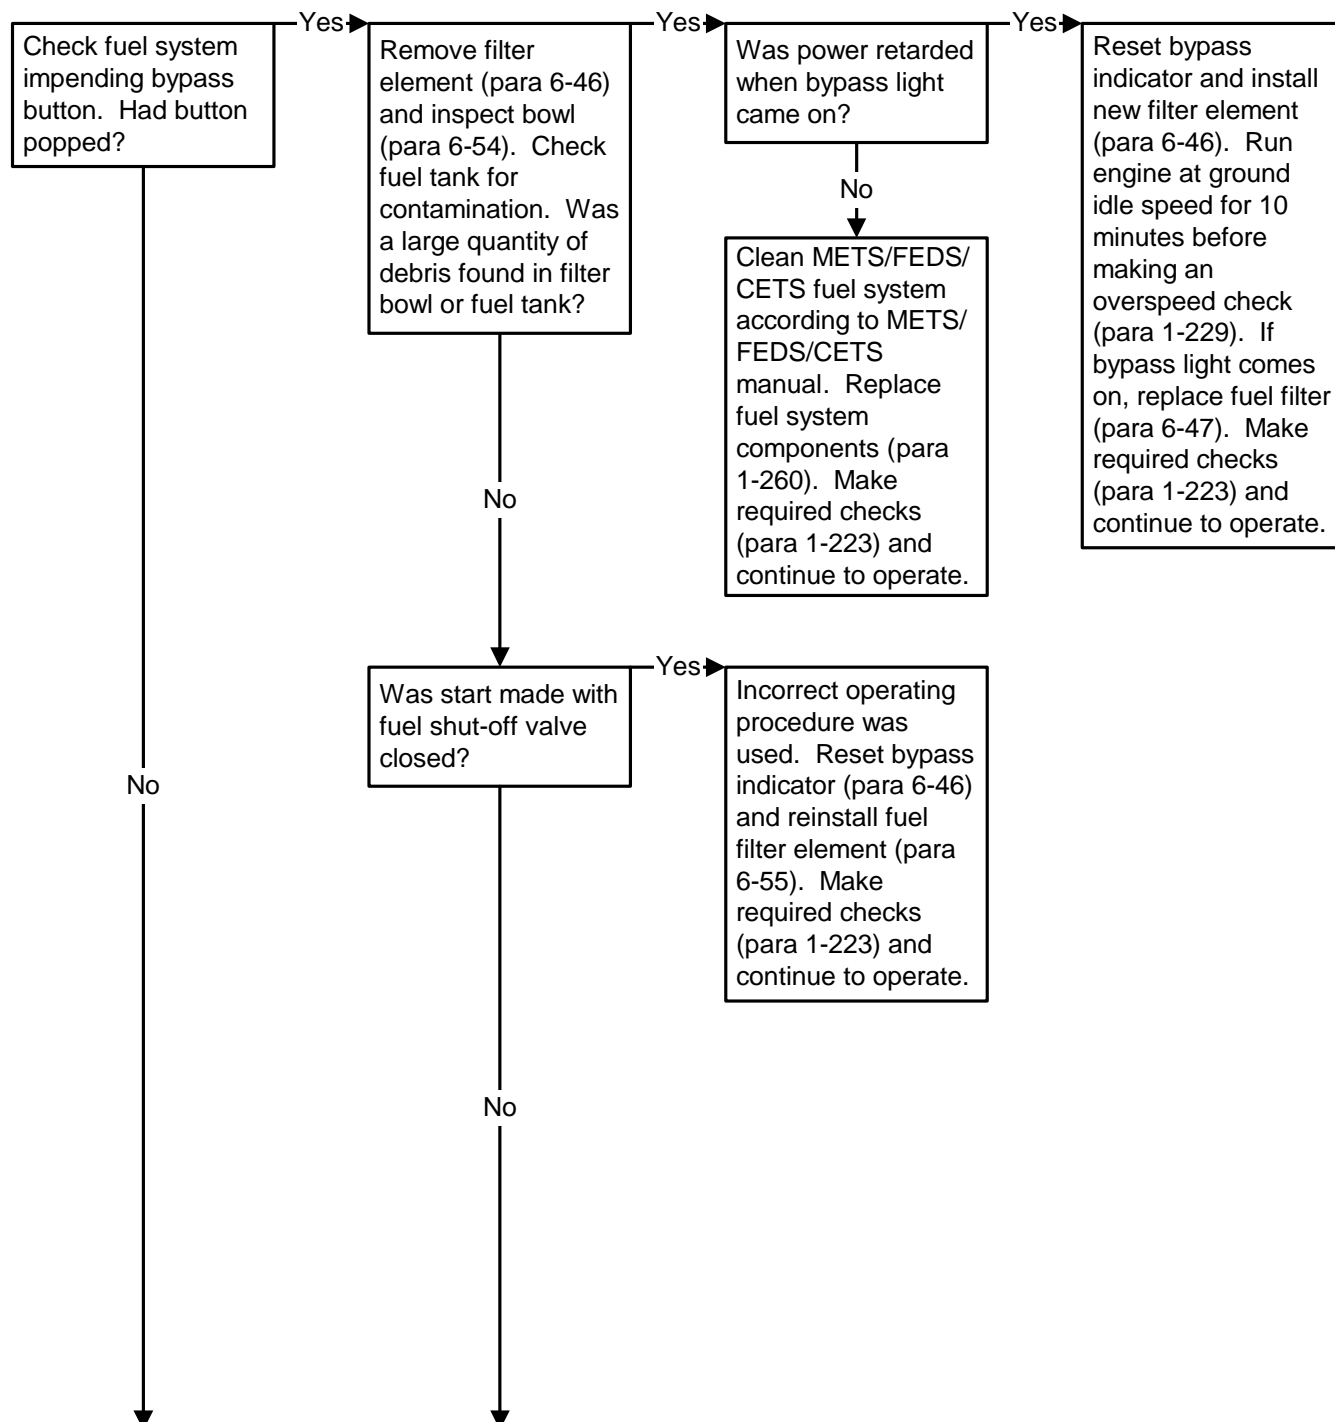 Check fuel system
impending bypass
button. Had button
popped?
Yes
Remove filter
element (para 6-46)
and inspect bowl
(para 6-54). Check
fuel tank for
contamination. Was
a large quantity of
debris found in filter
bowl or fuel tank?
Yes
Was power retarded
when bypass light
came on?
Yes
Reset bypass
indicator and install
new filter element
(para 6-46). Run
engine at ground
idle speed for 10
minutes before
making an
overspeed check
(para 1-229). If
bypass light comes
on, replace fuel filter
(para 6-47). Make
required checks
(para 1-223) and
continue to operate.
No
Clean METS/FEDS/
CETS fuel system
according to METS/
FEDS/CETS
manual. Replace
fuel system
components (para
1-260). Make
required checks
(para 1-223) and
continue to operate.
No
Was start made with
fuel shut-off valve
closed?
Yes
Incorrect operating
procedure was
used. Reset bypass
indicator (para 6-46)
and reinstall fuel
filter element (para
6-55). Make
required checks
(para 1-223) and
continue to operate.
No
No